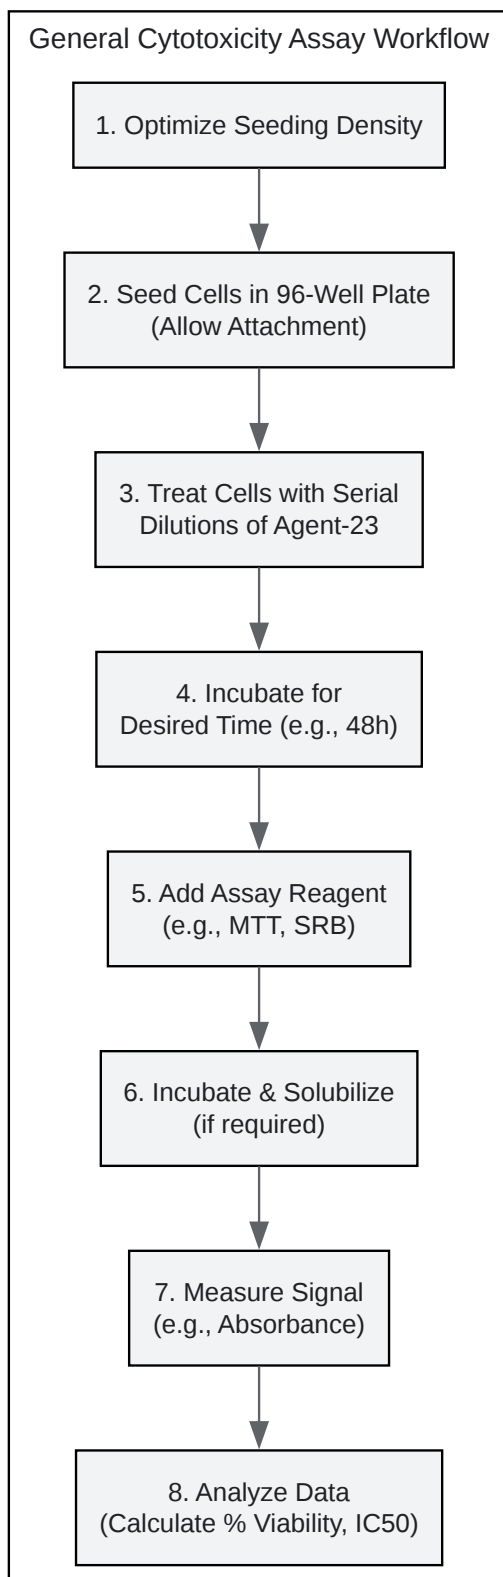 General Cytotoxicity Assay Workflow
1. Optimize Seeding Density
2. Seed Cells in 96-Well Plate
(Allow Attachment)
3. Treat Cells with Serial
Dilutions of Agent-23
4. Incubate for
Desired Time (e.g., 48h)
5. Add Assay Reagent
(e.g., MTT, SRB)
6. Incubate & Solubilize
(if required)
7. Measure Signal
(e.g., Absorbance)
8. Analyze Data
(Calculate % Viability, IC50)